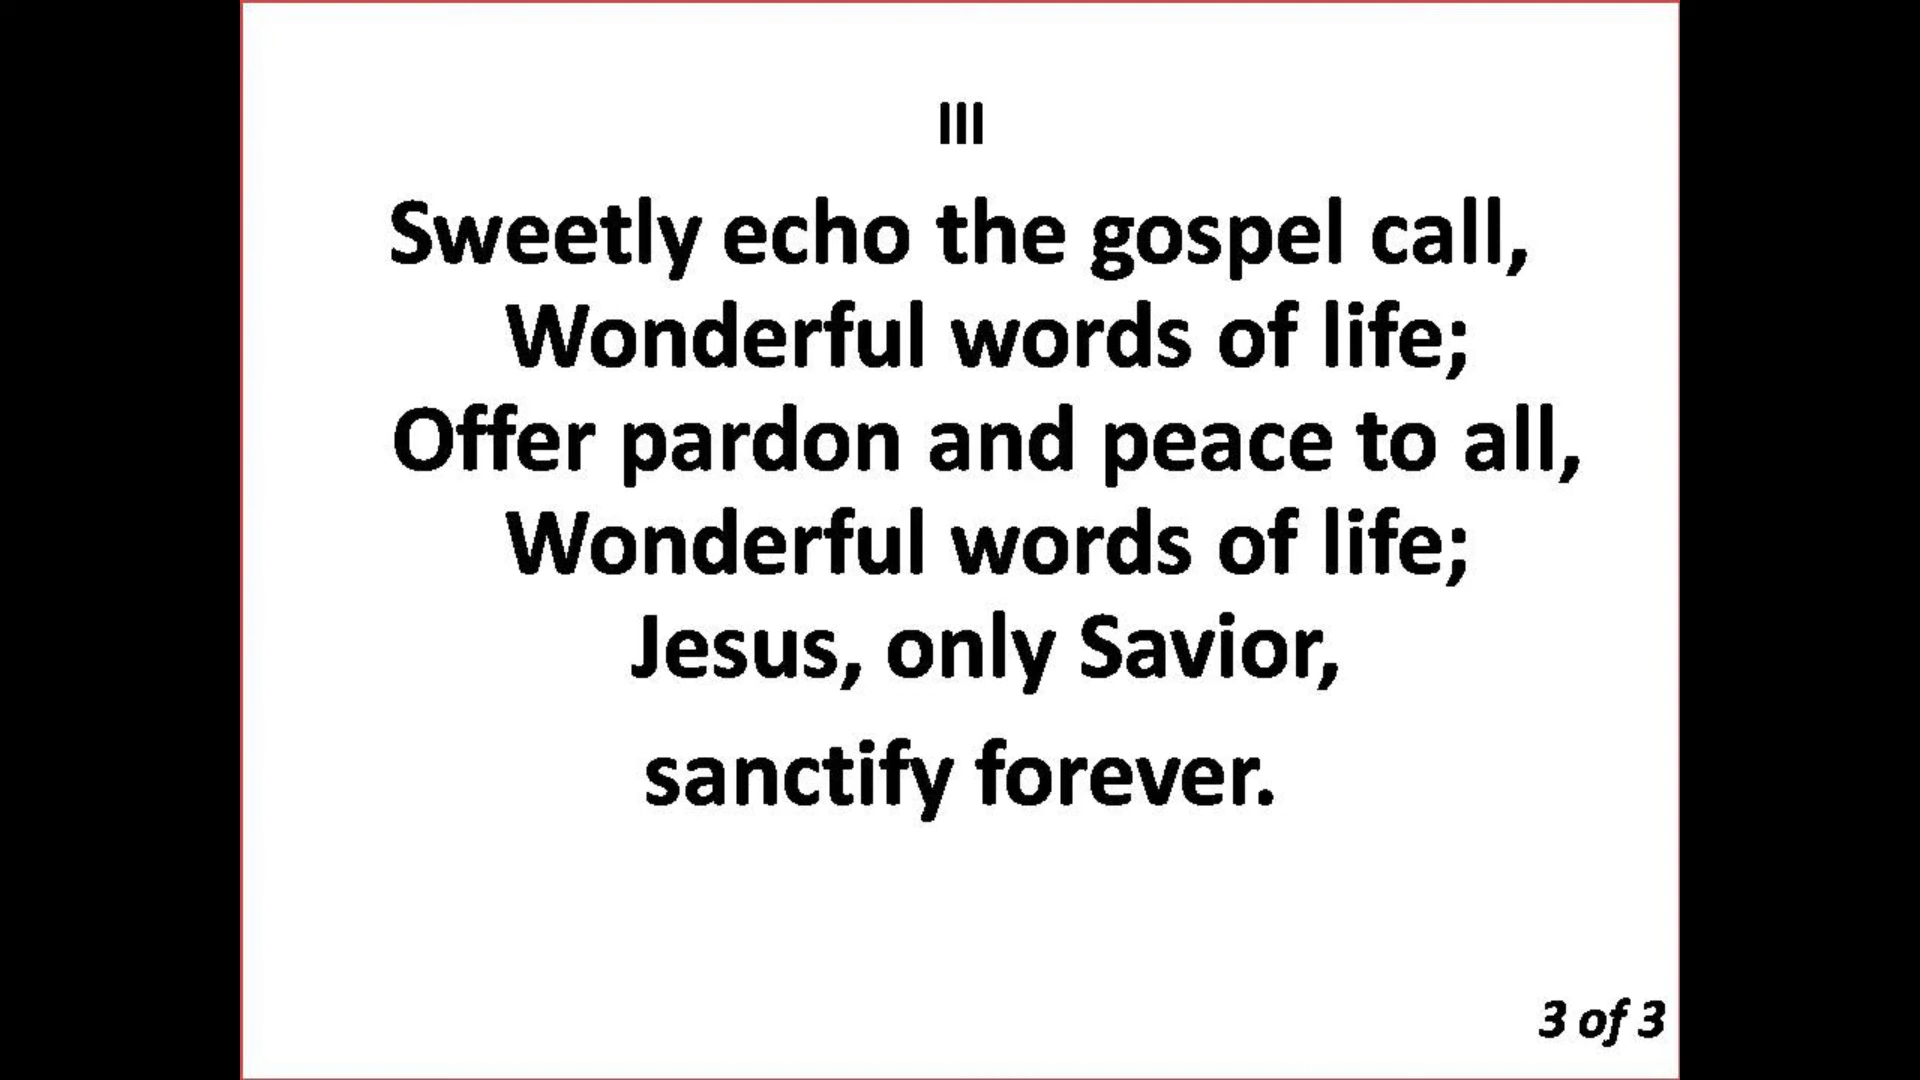 III
Sweetly echo the gospel call,
Wonderful words of life;
Offer pardon and peace to all,
Wonderful words of life;
Jesus, only Savior,
sanctify forever.
3 of 3